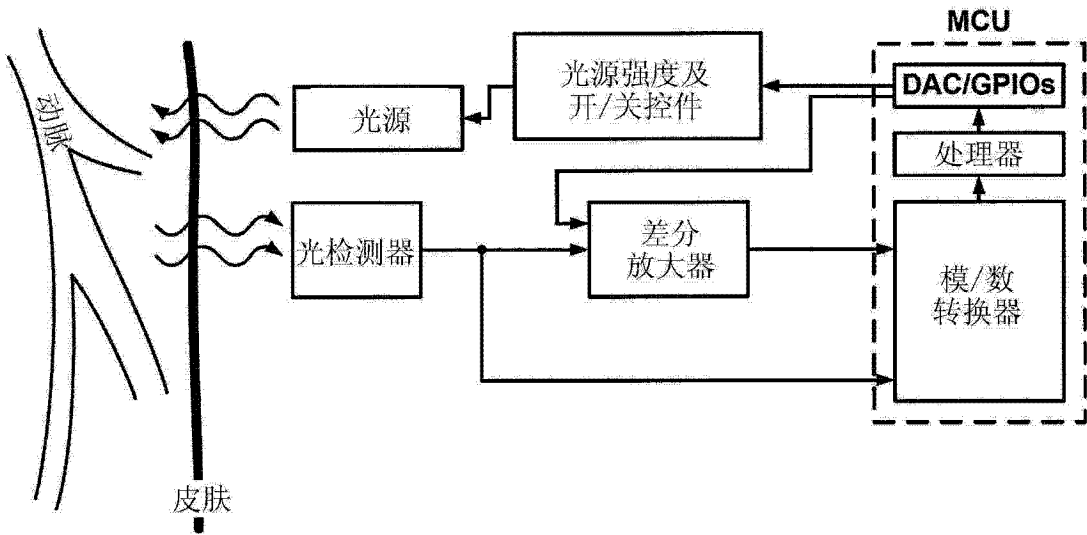 MCU
动脉
光源
光源强度及
开/关控件
DAC/GPIOs
处理器
光检测器
差分
放大器
模/数
转换器
皮肤